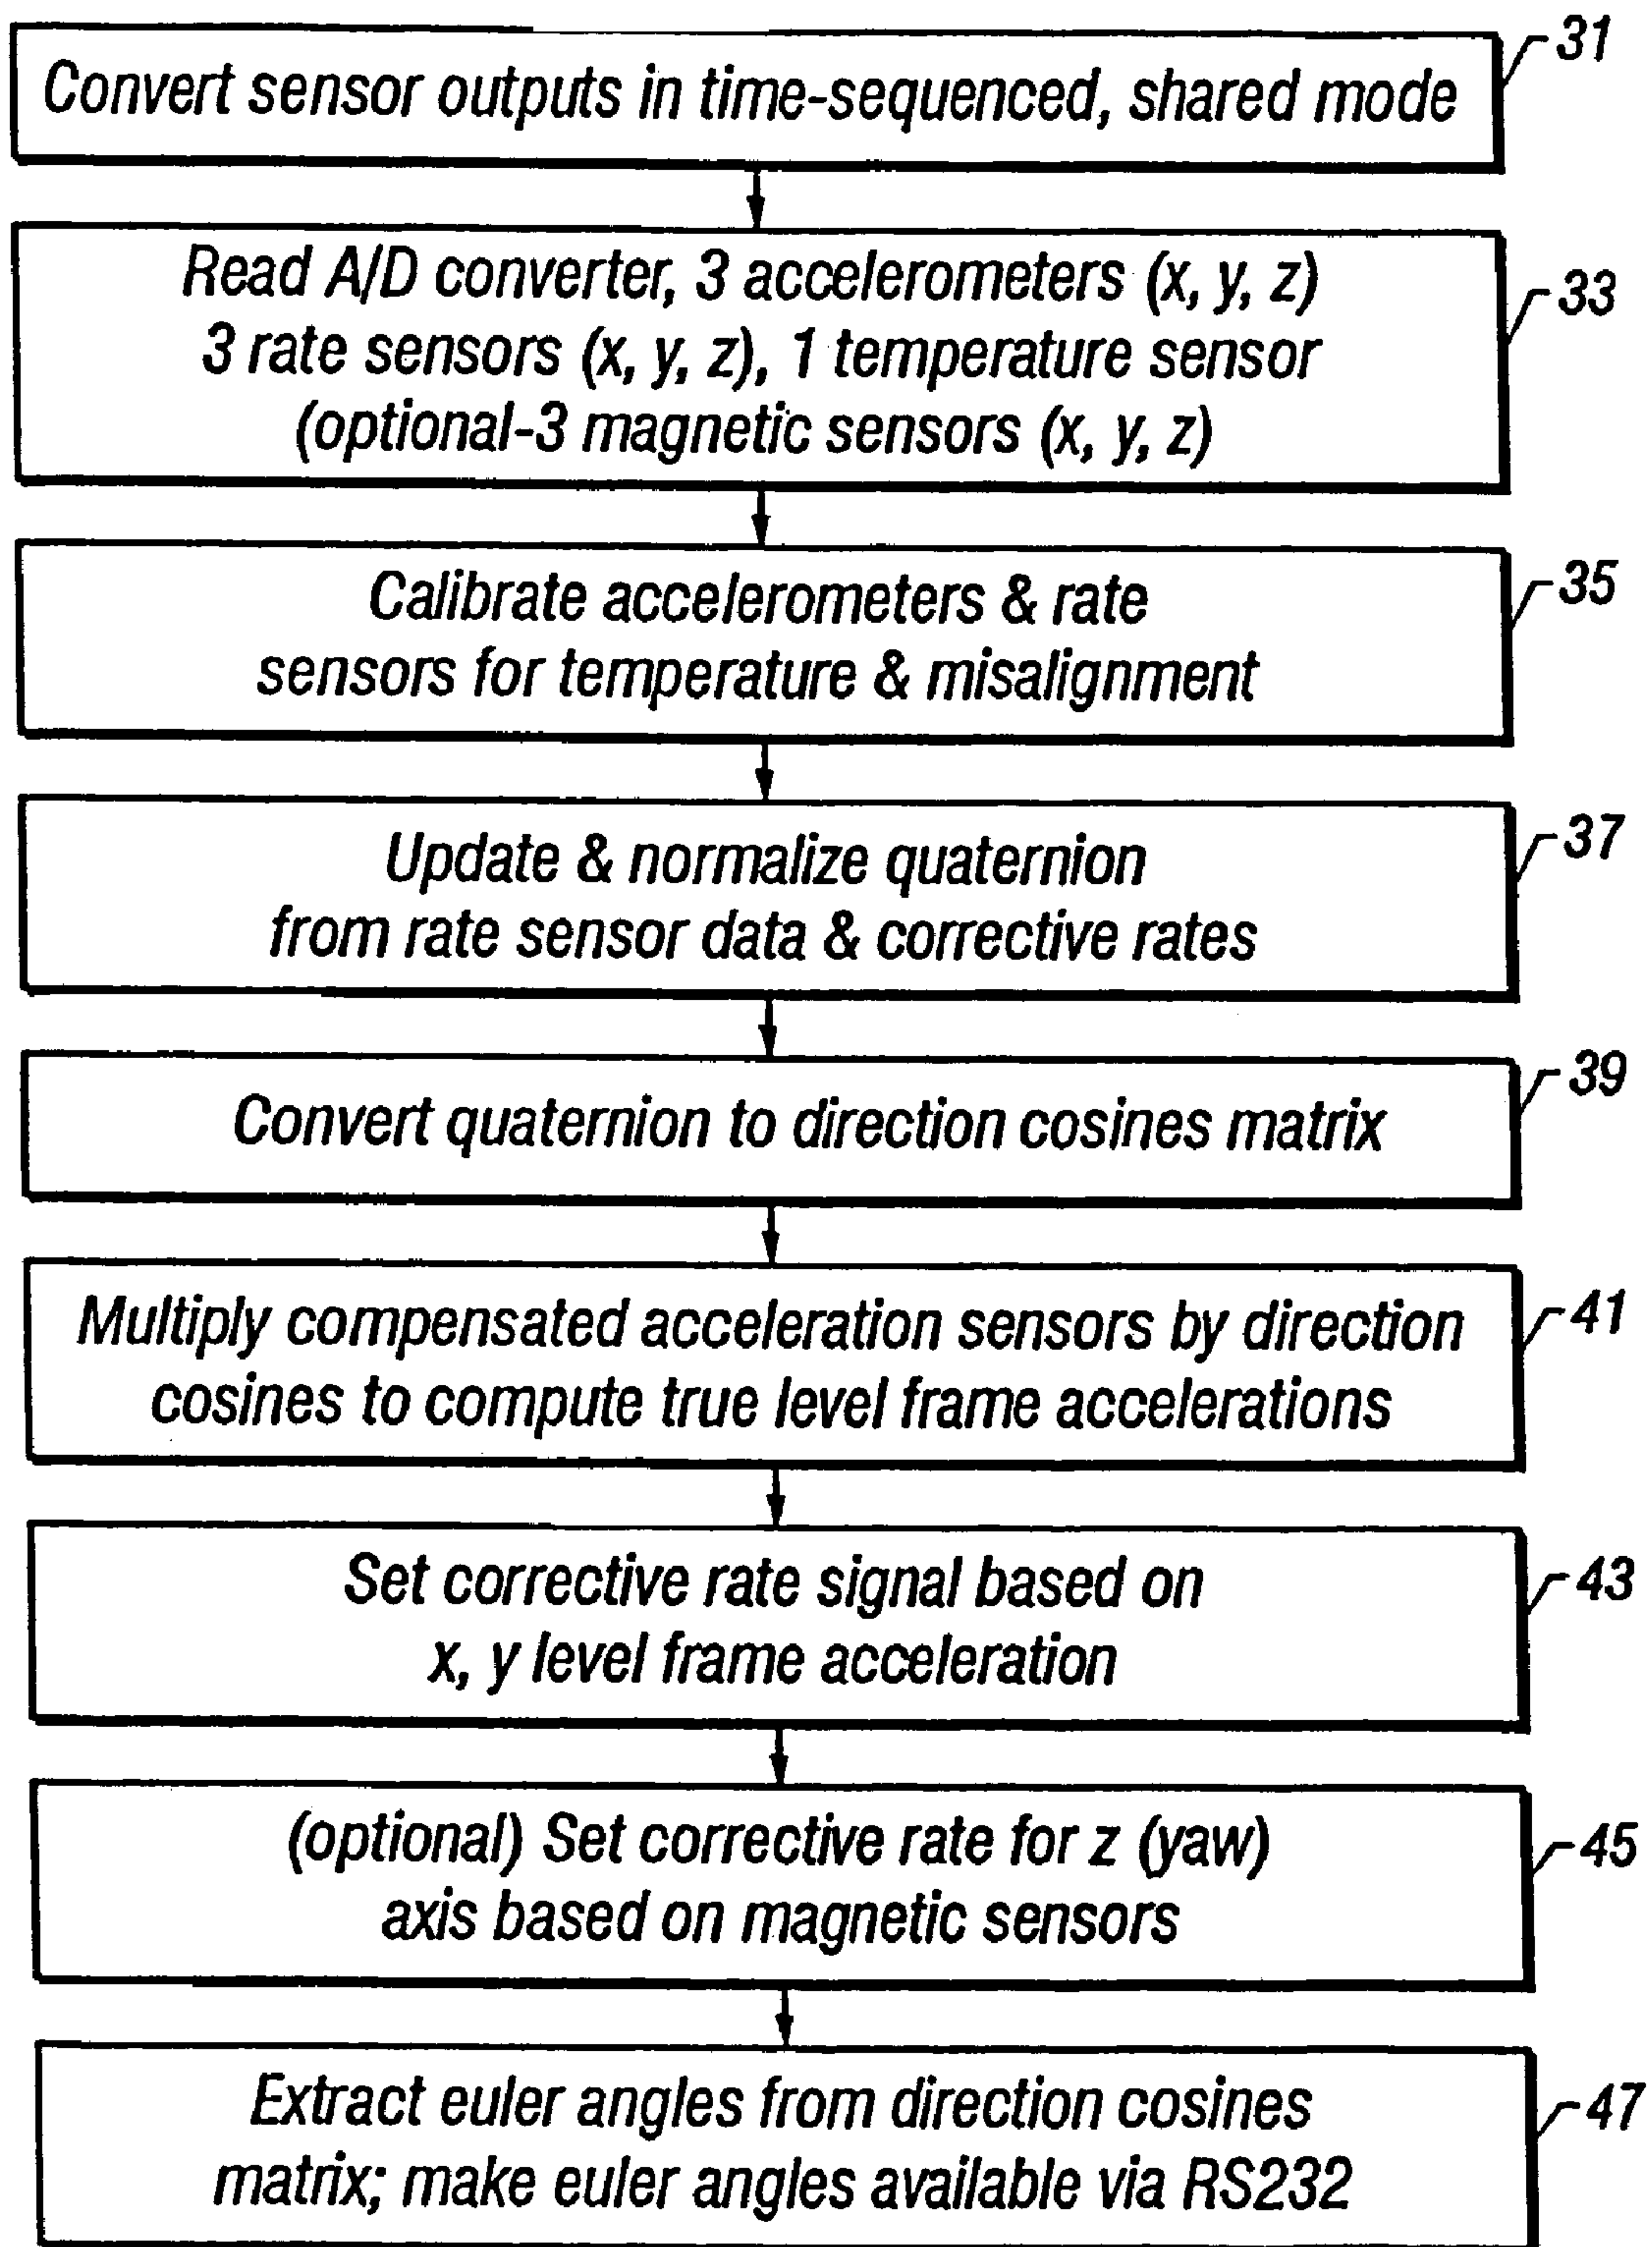 31
Convert sensor outputs in time-sequenced, shared mode
33
Read A/D converter, 3 accelerometers (x, y, z)
3 rate sensors (x, y, z), 1 temperature sensor
(optional-3 magnetic sensors (x, y, z)
35
Calibrate accelerometers & rate
sensors for temperature & misalignment
37
Update & normalize quaternion
from rate sensor data & corrective rates
39
Convert quaternion to direction cosines matrix
41
Multiply compensated acceleration sensors by direction
cosines to compute true level frame accelerations
43
Set corrective rate signal based on
x, y level frame acceleration
45
(optional) Set corrective rate for z (yaw)
axis based on magnetic sensors
47
Extract euler angles from direction cosines
matrix; make euler angles available via RS232